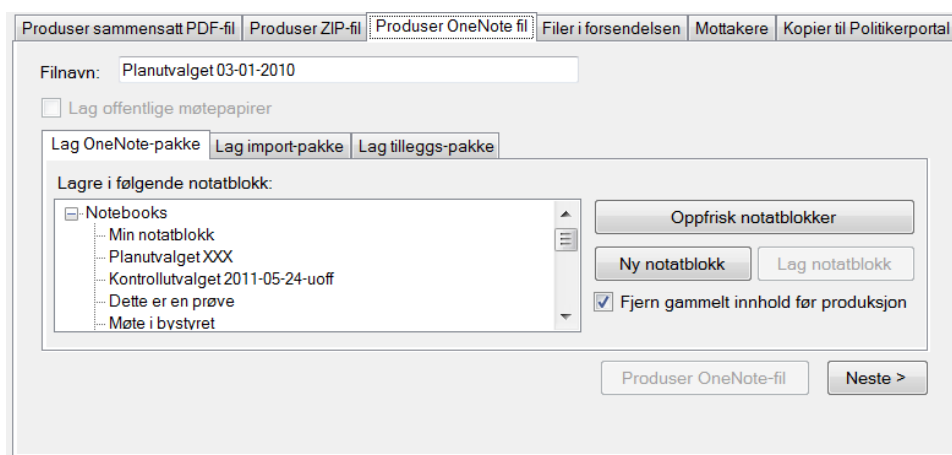 Produser sammensatt PDF-fil Produser ZIP-fil Produser OneNote fil Filer i forsendelsen Mottakere Kopier til Politikerportal
Filnavn: Planutvalget 03-01-2010
Lag offentlige møtepapirer
Lag OneNote-pakke Lag import-pakke Lag tilleggs-pakke
Lagre i følgende notatblokk:
Notebooks
Min notatblokk
Planutvalget XXX
Kontrollutvalget 2011-05-24-uoff
Dette er en prøve
Møte i bystyret
Oppfrisk notatblokker
Ny notatblokk Lag notatblokk
Fjern gammelt innhold før produksjon
Produser OneNote-fil Neste >